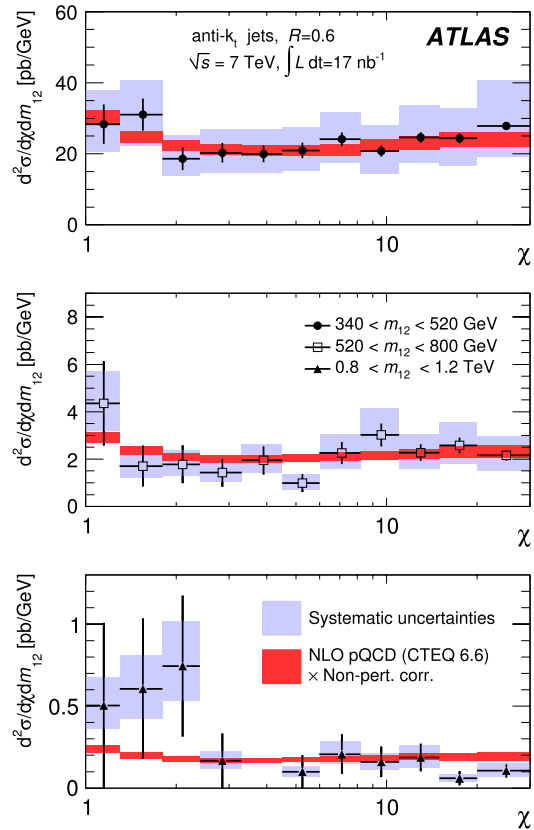 anti-kt jets, R=0.6
ATLAS
√s = 7 TeV, ∫L dt=17 nb⁻¹
d²σ/dχdm₁₂ [pb/GeV]
60
40
20
0
1
10
χ
d²σ/dχdm₁₂ [pb/GeV]
8
6
4
2
0
340 < m₁₂ < 520 GeV
520 < m₁₂ < 800 GeV
0.8 < m₁₂ < 1.2 TeV
1
10
χ
d²σ/dχdm₁₂ [pb/GeV]
1
0.5
0
Systematic uncertainties
NLO pQCD (CTEQ 6.6)
× Non-pert. corr.
1
10
χ